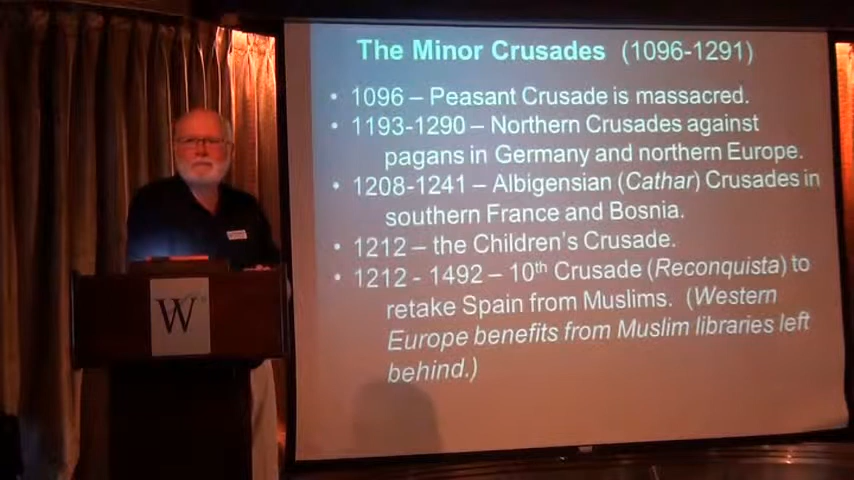 The Minor Crusades (1096-1291)
• 1096 – Peasant Crusade is massacred.
• 1193-1290 – Northern Crusades against
pagans in Germany and northern Europe.
• 1208-1241 – Albigensian (Cathar) Crusades in
southern France and Bosnia.
• 1212 – the Children's Crusade.
• 1212 - 1492 – 10th Crusade (Reconquista) to
retake Spain from Muslims. (Western
Europe benefits from Muslim libraries left
behind.)
W